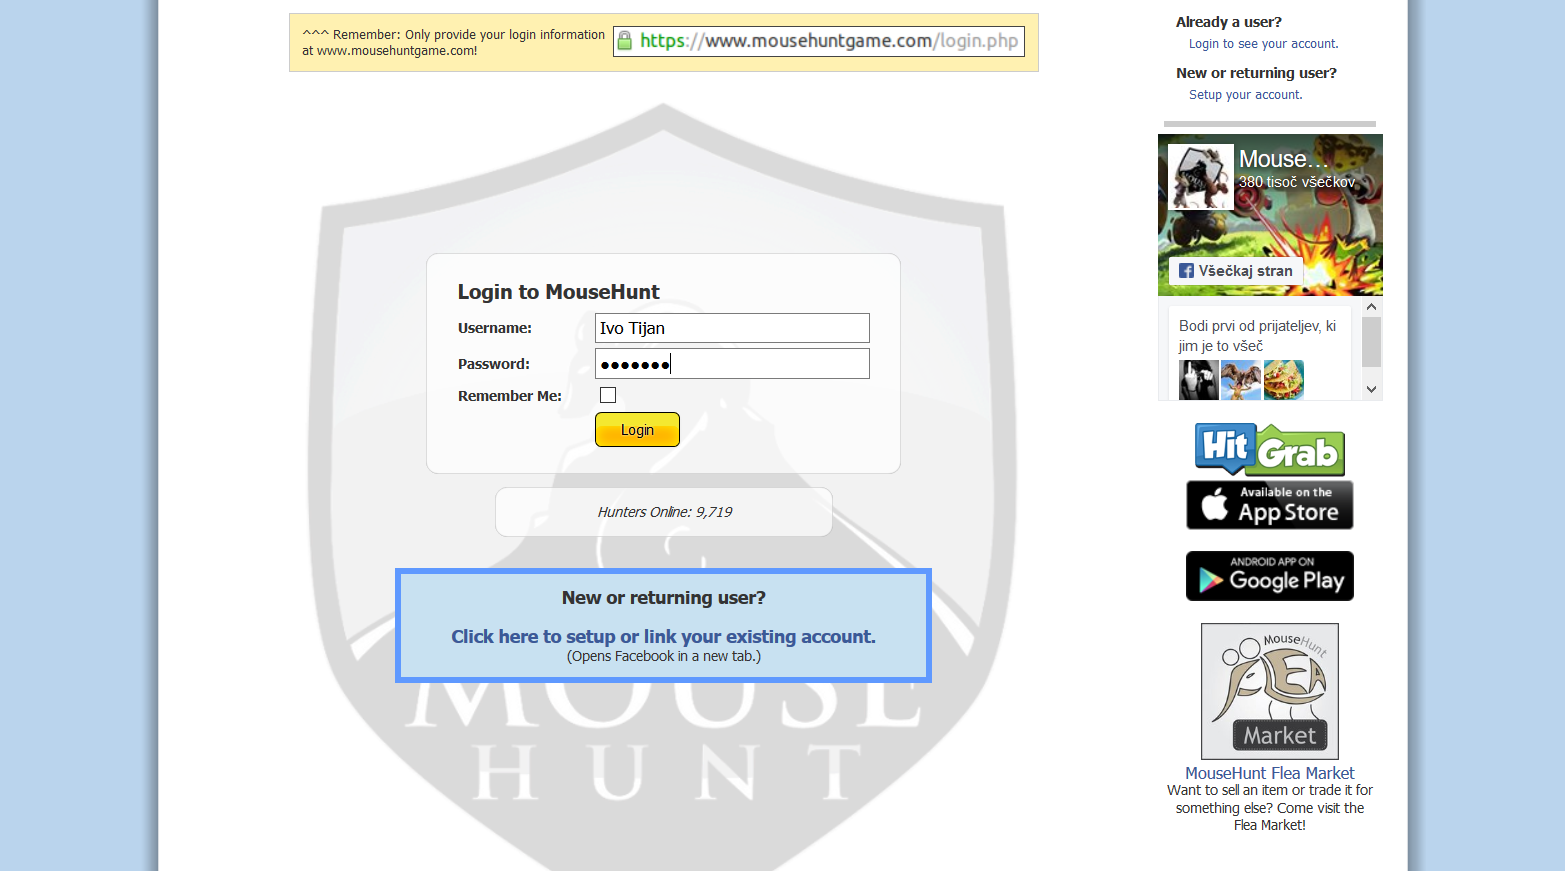 ^^^ Remember: Only provide your login information
at www.mousehuntgame.com!
https://www.mousehuntgame.com/login.php
Login to MouseHunt
Username:
Ivo Tijan
Password:
●●●●●●●
Remember Me:
Login
Hunters Online: 9,719
New or returning user?
Click here to setup or link your existing account.
(Opens Facebook in a new tab.)
MOUSE
HUNT
Already a user?
Login to see your account.
New or returning user?
Setup your account.
Mouse...
380 tisoč všečkov
Všečkaj stran
Bodi prvi od prijateljev, ki
jim je to všeč
Hit Grab
Available on the
App Store
ANDROID APP ON
Google Play
MouseHunt
FLEA
Market
MouseHunt Flea Market
Want to sell an item or trade it for
something else? Come visit the
Flea Market!